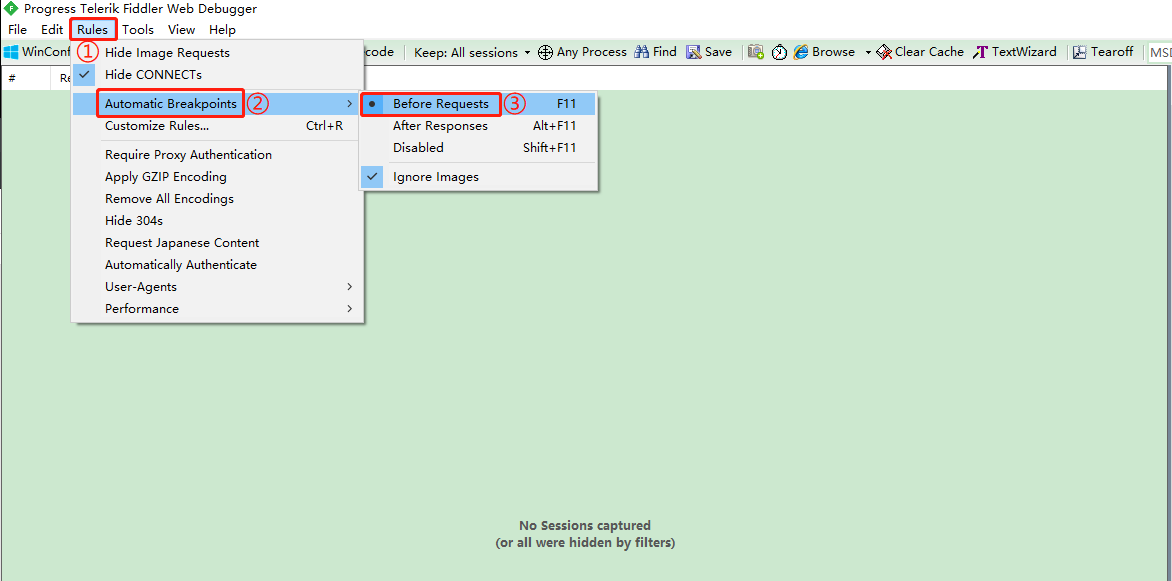 Progress Telerik Fiddler Web Debugger
File Edit Rules Tools View Help
WinConf code Keep: All sessions Any Process Find Save Browse Clear Cache TextWizard Tearoff MSD
# Re
① Hide Image Requests
Hide CONNECTs
Automatic Breakpoints ②
Customize Rules... Ctrl+R
Require Proxy Authentication
Apply GZIP Encoding
Remove All Encodings
Hide 304s
Request Japanese Content
Automatically Authenticate
User-Agents
Performance
Before Requests ③ F11
After Responses Alt+F11
Disabled Shift+F11
Ignore Images
No Sessions captured
(or all were hidden by filters)